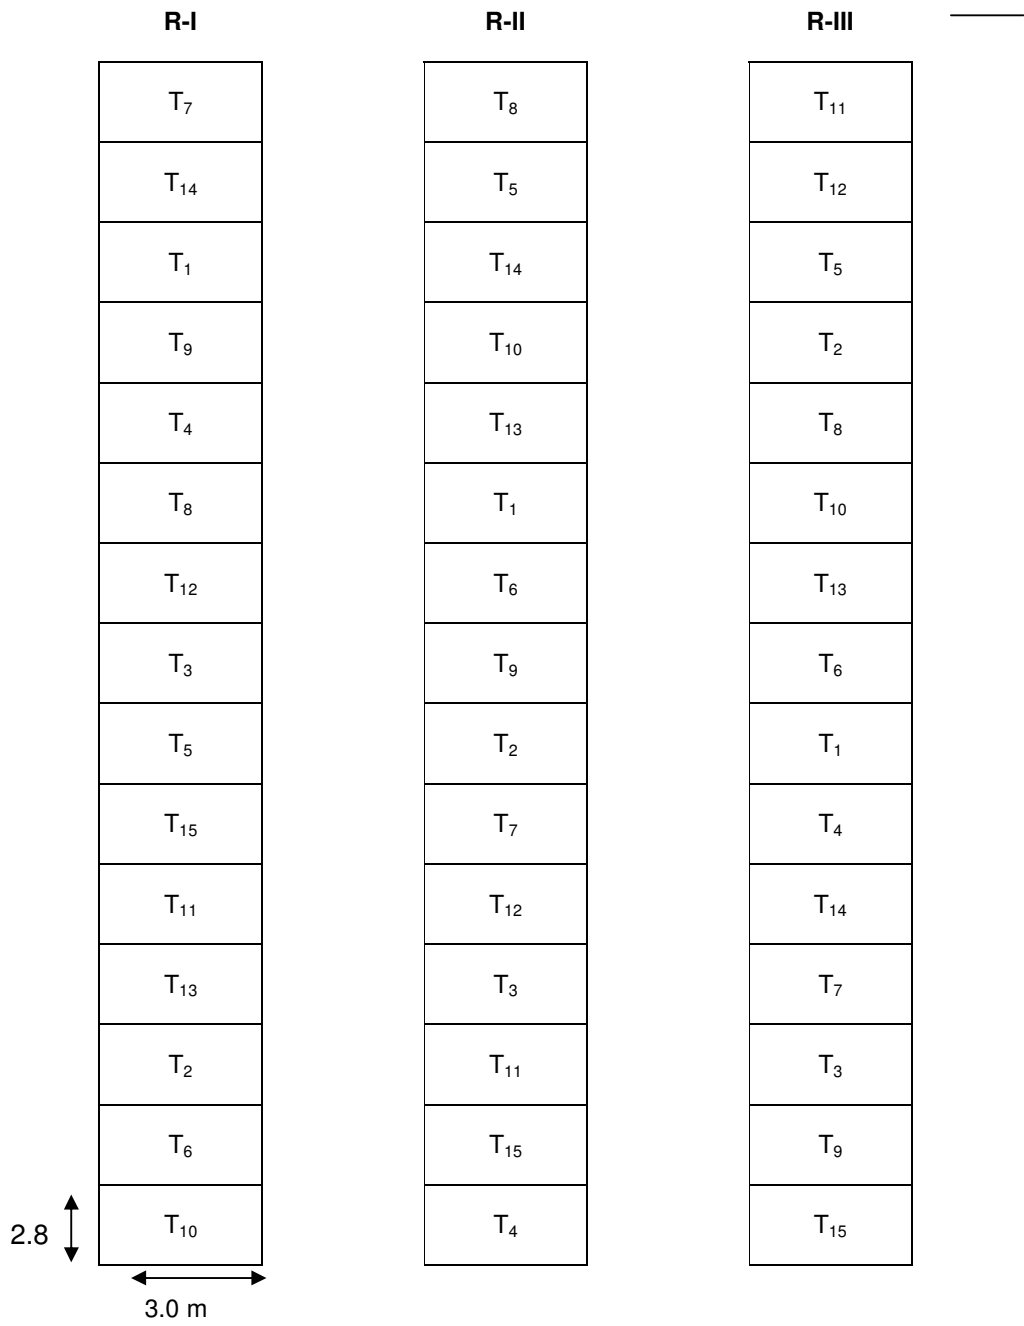 R-I R-II R-III
T7 T8 T11
T14 T5 T12
T1 T14 T5
T9 T10 T2
T4 T13 T8
T8 T1 T10
T12 T6 T13
T3 T9 T6
T5 T2 T1
T15 T7 T4
T11 T12 T14
T13 T3 T7
T2 T11 T3
T6 T15 T9
2.8 T10 T4 T15
3.0 m